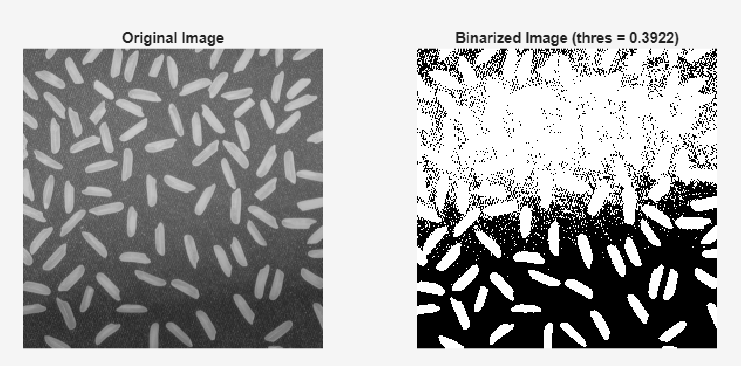 Original Image
Binarized Image (thres = 0.3922)